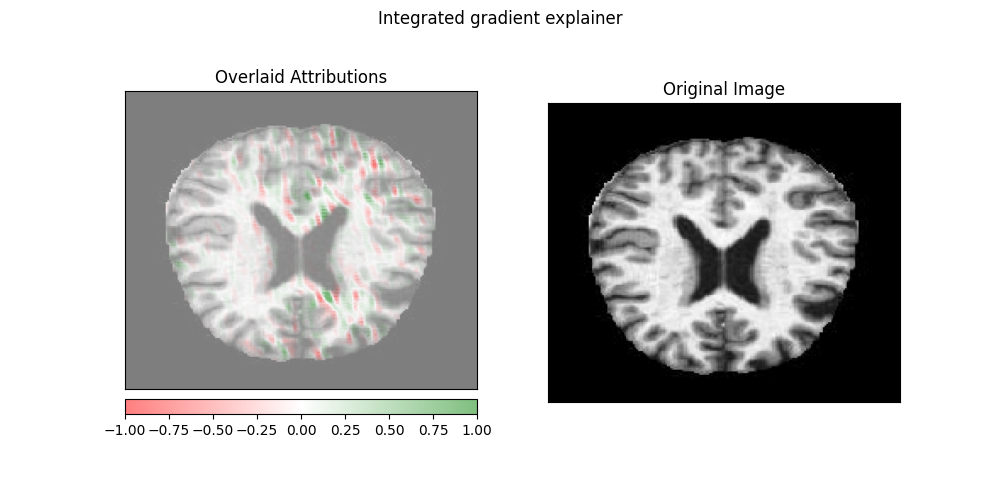 Integrated gradient explainer
Overlaid Attributions
Original Image
−1.00 −0.75 −0.50 −0.25 0.00 0.25 0.50 0.75 1.00